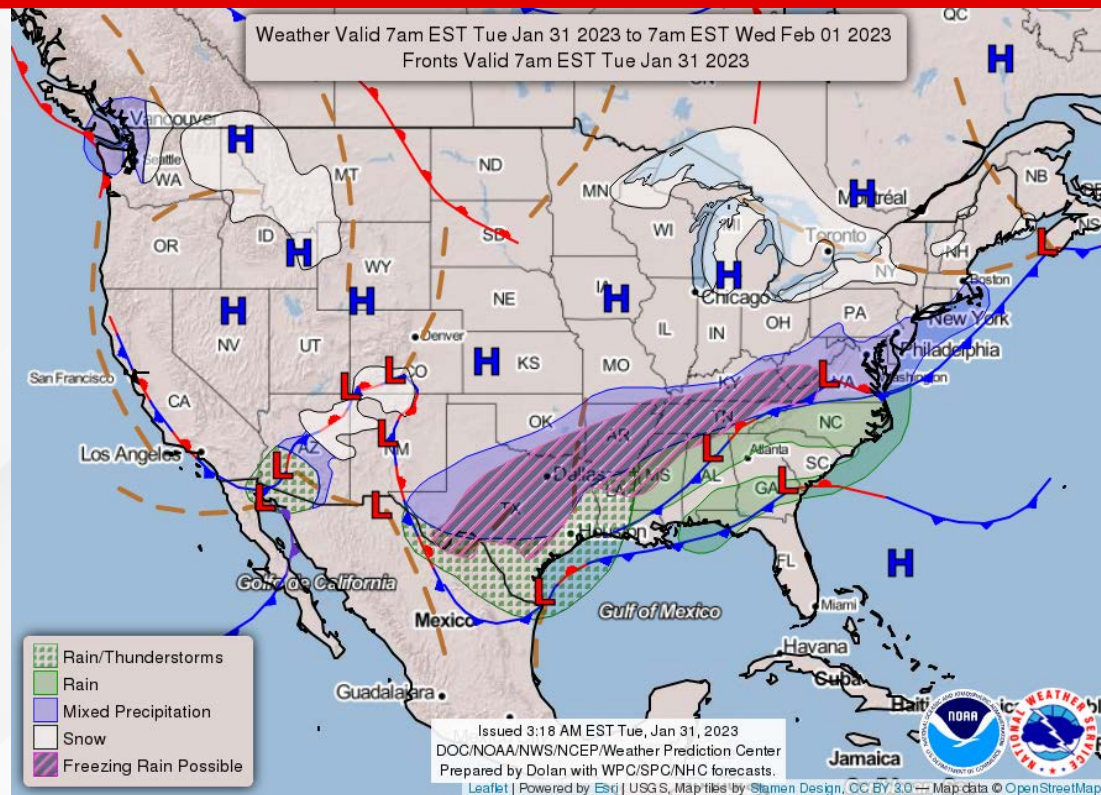 QC
Weather Valid 7am EST Tue Jan 31 2023 to 7am EST Wed Feb 01 2023
Fronts Valid 7am EST Tue Jan 31 2023
H
Vancouver
H
Seattle
WA
MT
ND
MN
Montréal
H
NB
NS
OR
ID
H
WY
SD
WI
MI
Toronto
NY
NH
L
Boston
H
H
IA
H
H
Chicago
NE
NV
UT
Denver
IL
IN
OH
PA
New York
Philadelphia
Washington
San Francisco
CA
L
L
CO
H
KS
MO
KY
L
VA
Los Angeles
AZ
L
NM
OK
AR
TN
NC
L
L
L
Dallas
MS
L
AL
Atlanta
GA
L
SC
TX
Houston
H
FL
Golfo de California
Mexico
L
Gulf of Mexico
Miami
Havana
Cuba
Guadalajara
Jamaica
Rain/Thunderstorms
Rain
Mixed Precipitation
Snow
Freezing Rain Possible
Issued 3:18 AM EST Tue, Jan 31, 2023
DOC/NOAA/NWS/NCEP/Weather Prediction Center
Prepared by Dolan with WPC/SPC/NHC forecasts.
NOAA
NATIONAL WEATHER SERVICE
Leaflet | Powered by Esri | USGS, Map tiles by Stamen Design, CC BY 3.0 — Map data © OpenStreetMap